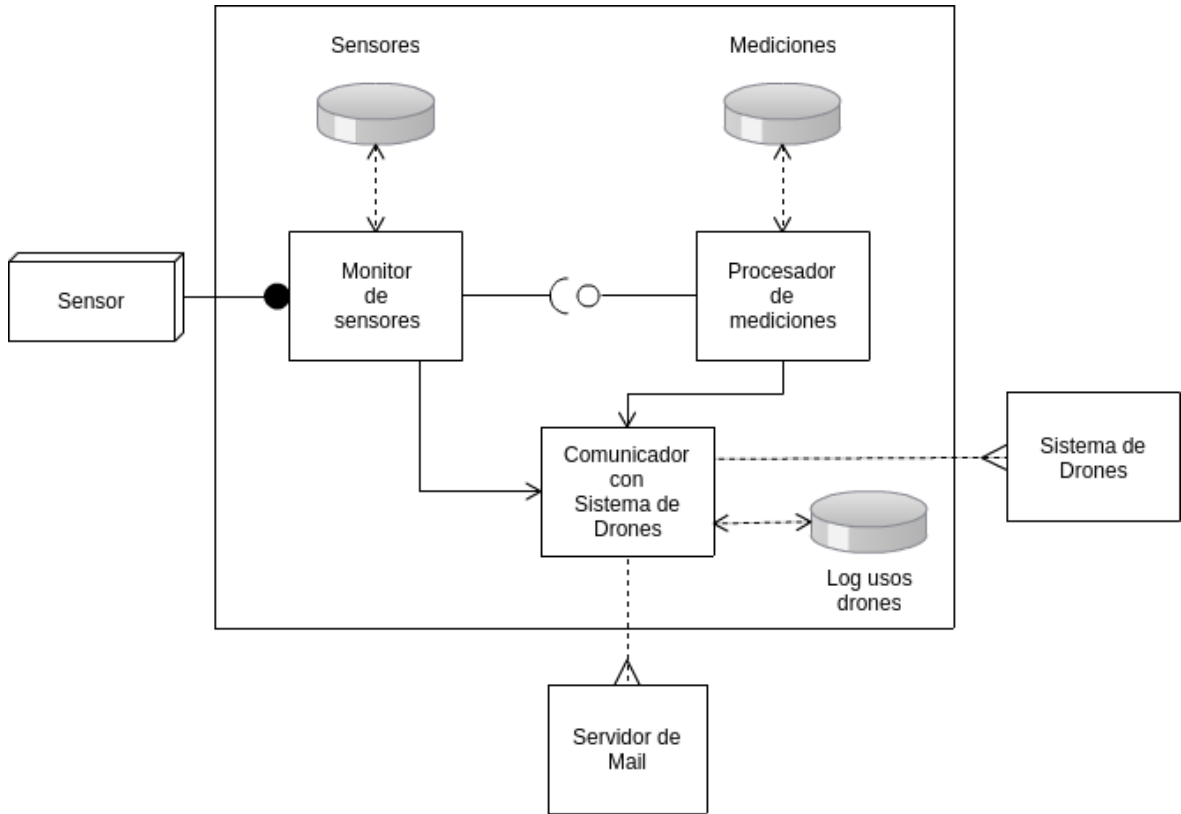 Sensores
Mediciones
Sensor
Monitor
de
sensores
Procesador
de
mediciones
Comunicador
con
Sistema de
Drones
Sistema de
Drones
Log usos
drones
Servidor de
Mail